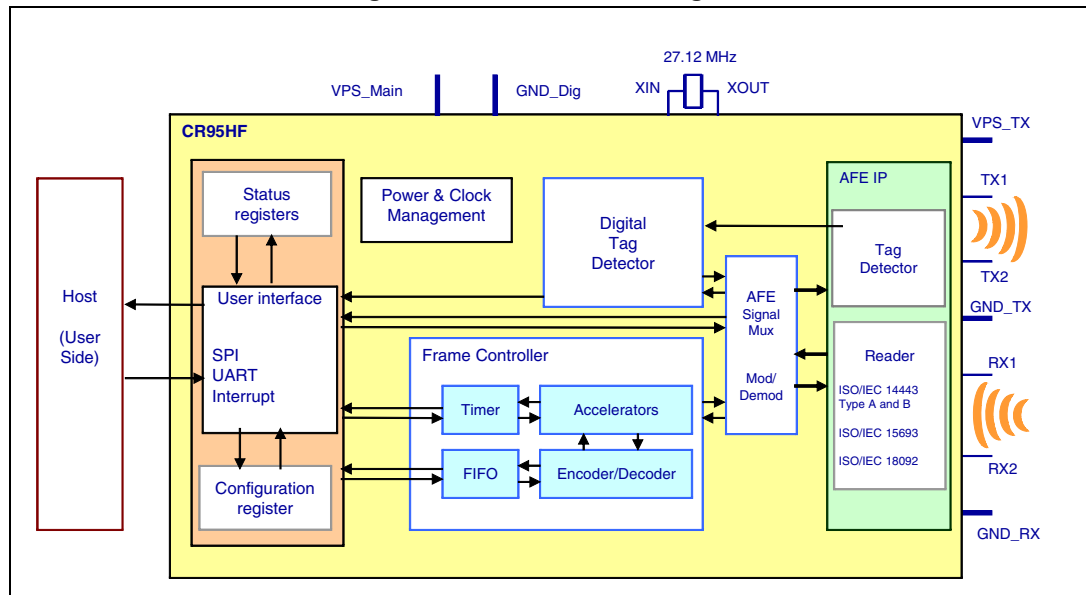 27.12 MHz
VPS_Main
GND_Dig
XIN
XOUT
VPS_TX
CR95HF
AFE IP
TX1
Status
registers
Power & Clock
Management
Digital
Tag
Detector
Tag
Detector
TX2
Host
(User
Side)
User interface
SPI
UART
Interrupt
AFE
Signal
Mux
Mod/
Demod
GND_TX
Frame Controller
Reader
ISO/IEC 14443
Type A and B
ISO/IEC 15693
ISO/IEC 18092
RX1
Timer
Accelerators
FIFO
Encoder/Decoder
RX2
Configuration
register
GND_RX